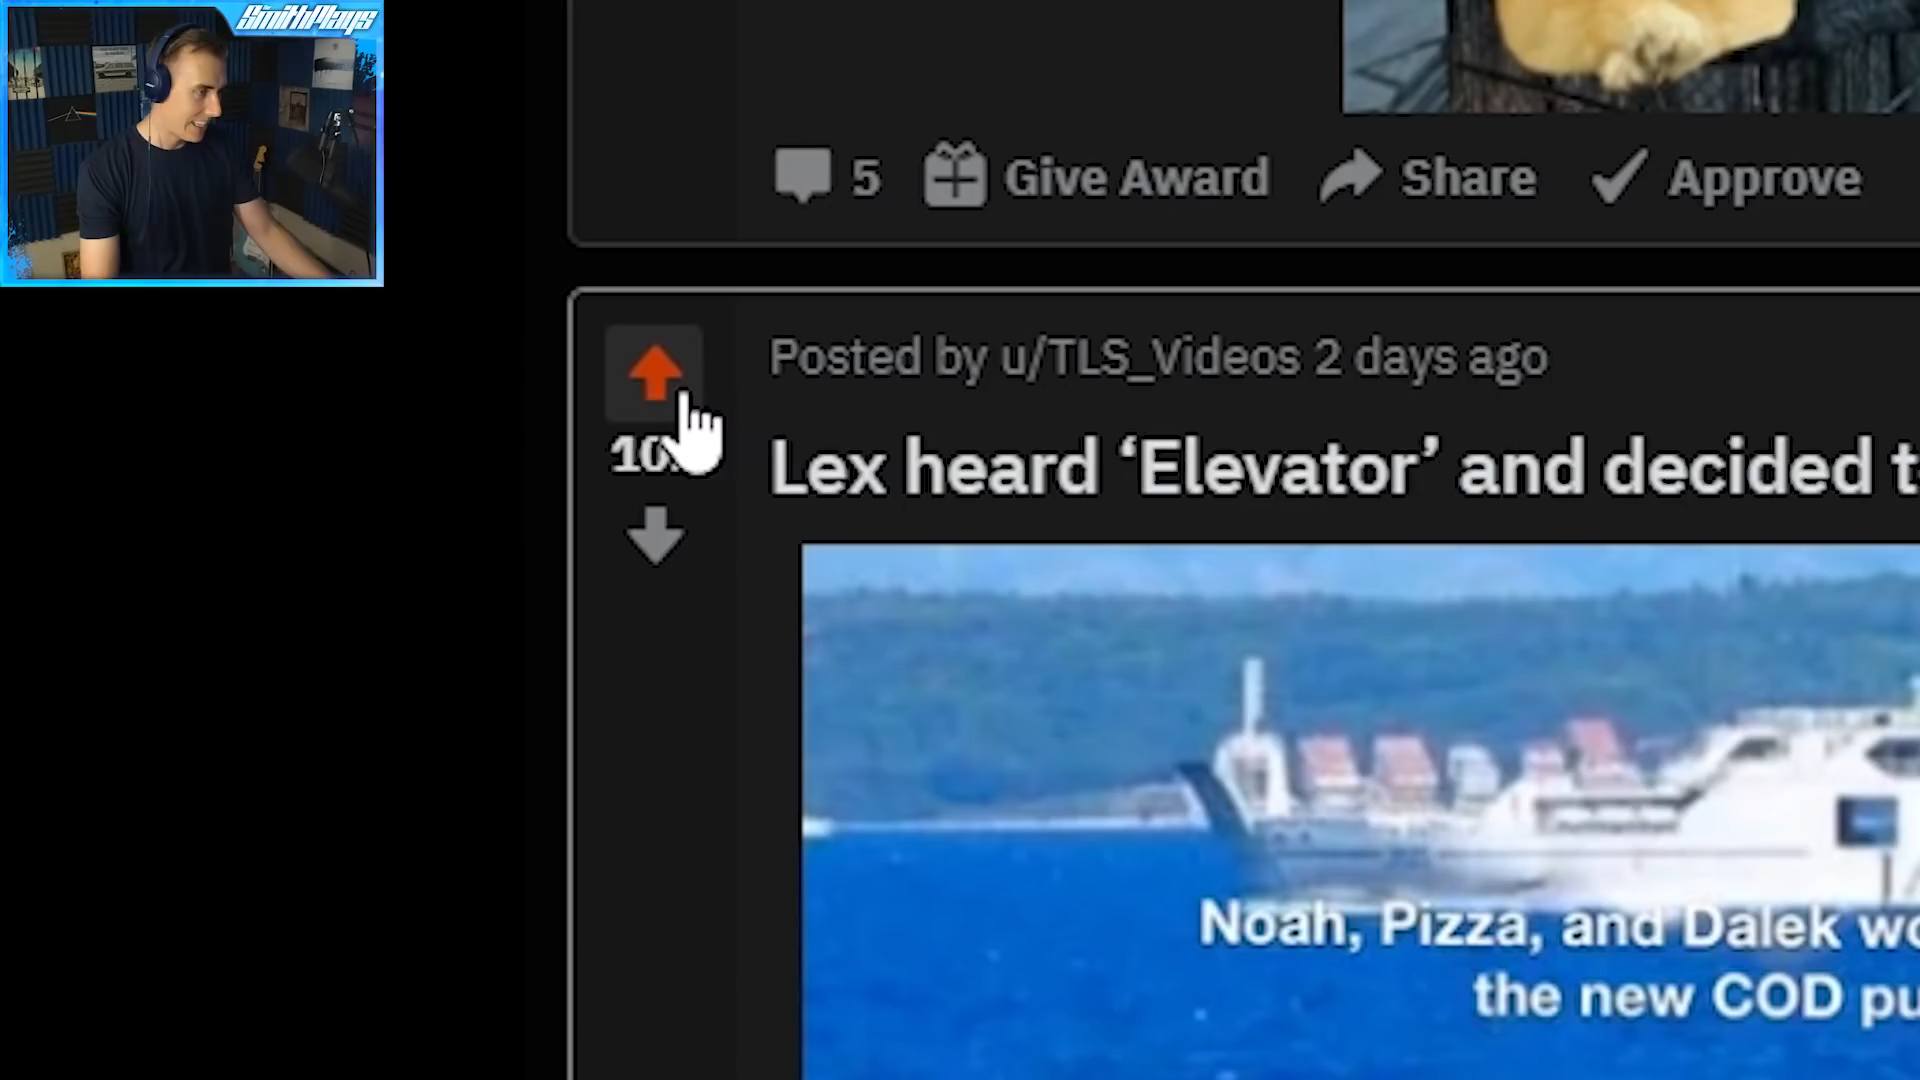 SmithPlays
5 Give Award Share Approve
Posted by u/TLS_Videos 2 days ago
Lex heard ‘Elevator’ and decided t
Noah, Pizza, and Dalek wo
the new COD pu